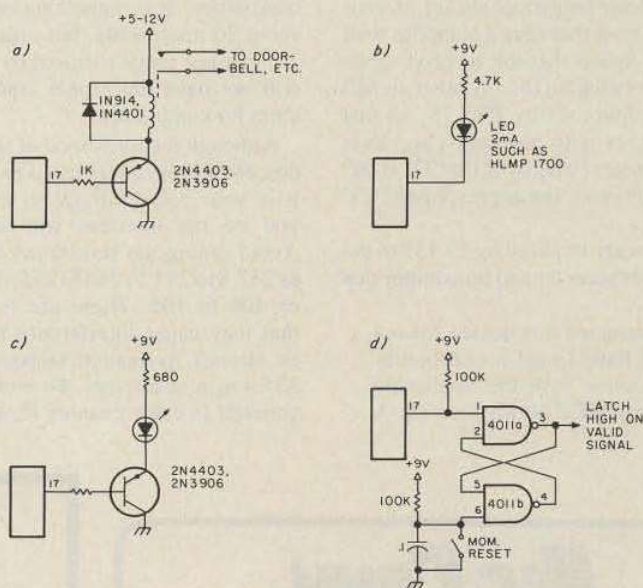 a)
+5-12V
TO DOOR-
BELL, ETC.
1N914,
1N4401
17
1K
2N4403,
2N3906
b)
+9V
4.7K
LED
2mA
SUCH AS
HLMP 1700
17
c)
+9V
680
17
2N4403,
2N3906
d)
+9V
100K
17
1
2
4011a
3
LATCH
HIGH ON
VALID
SIGNAL
+9V
100K
5
6
4011b
4
.1
MOM.
RESET